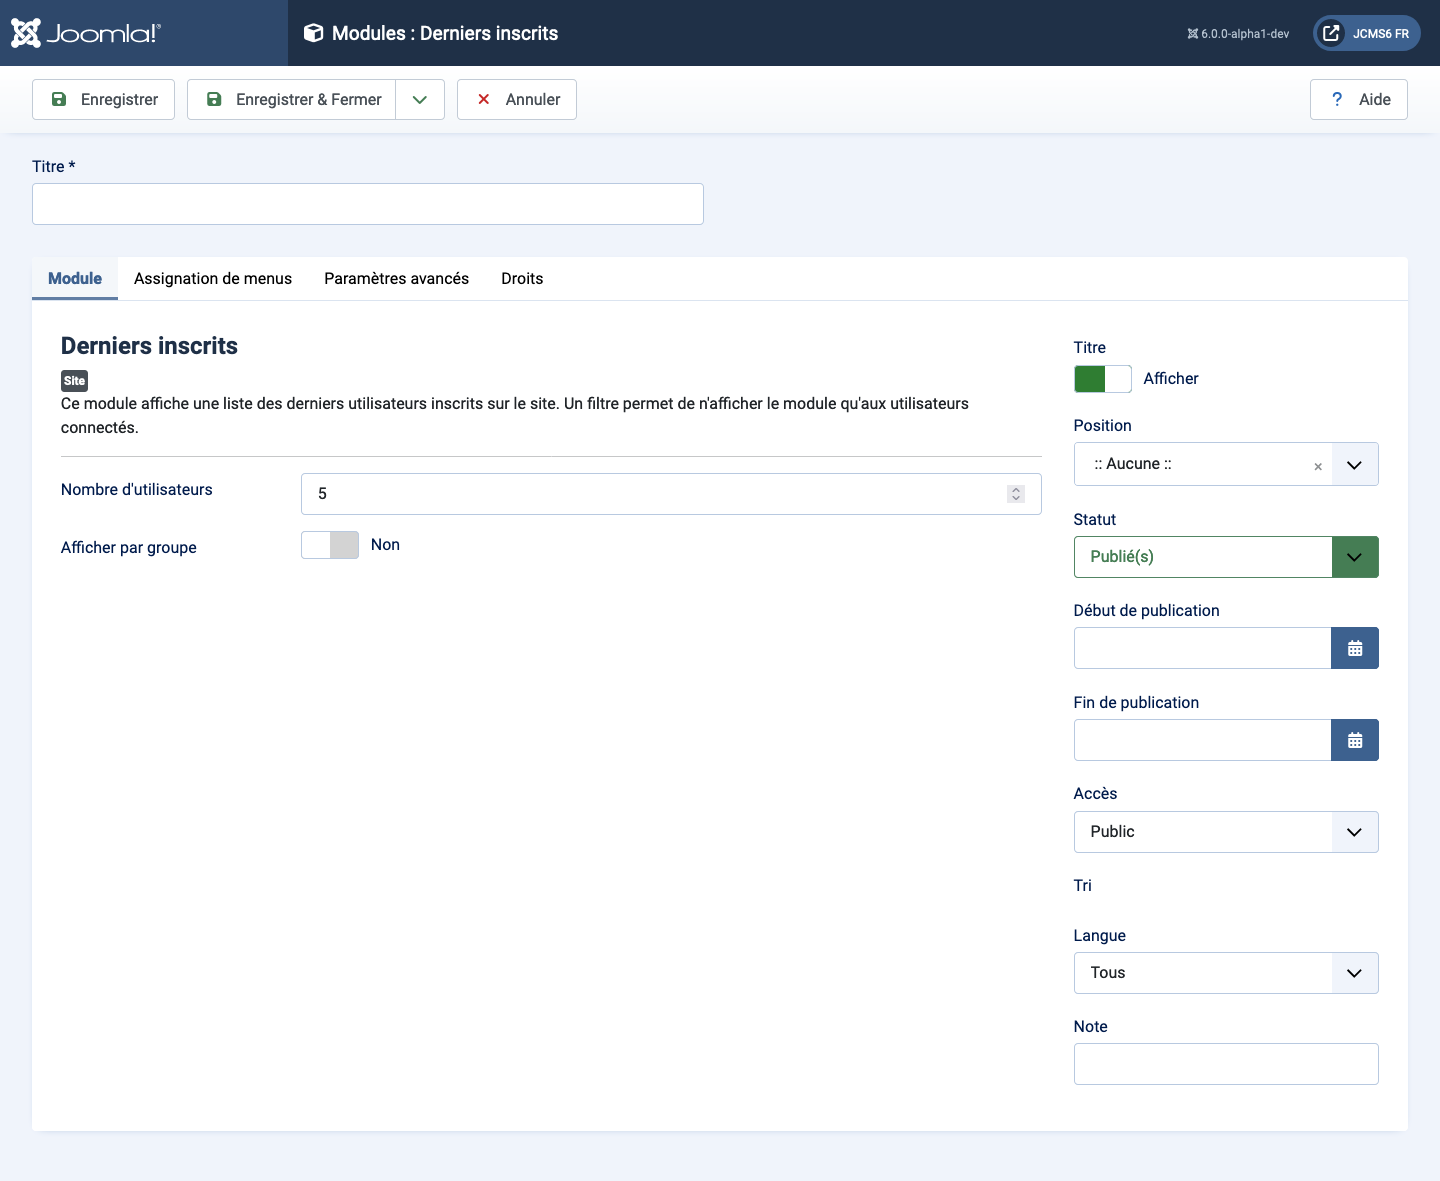 Joomla!®
Modules : Derniers inscrits
6.0.0-alpha1-dev
JCMS6 FR
Enregistrer
Enregistrer & Fermer
Annuler
? Aide
Titre *
Module
Assignation de menus
Paramètres avancés
Droits
Derniers inscrits
Site
Ce module affiche une liste des derniers utilisateurs inscrits sur le site. Un filtre permet de n'afficher le module qu'aux utilisateurs
connectés.
Nombre d'utilisateurs
5
Afficher par groupe
Non
Titre
Afficher
Position
:: Aucune ::
×
Statut
Publié(s)
Début de publication
Fin de publication
Accès
Public
Tri
Langue
Tous
Note